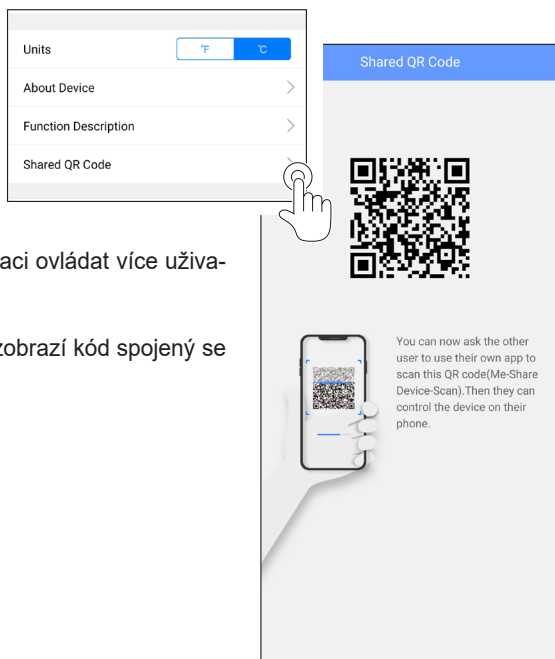 Units
°F
°C
About Device
Function Description
Shared QR Code
aci ovládat více uživa-
zobrazí kód spojený se
Shared QR Code
You can now ask the other
user to use their own app to
scan this QR code(Me-Share
Device-Scan).Then they can
control the device on their
phone.